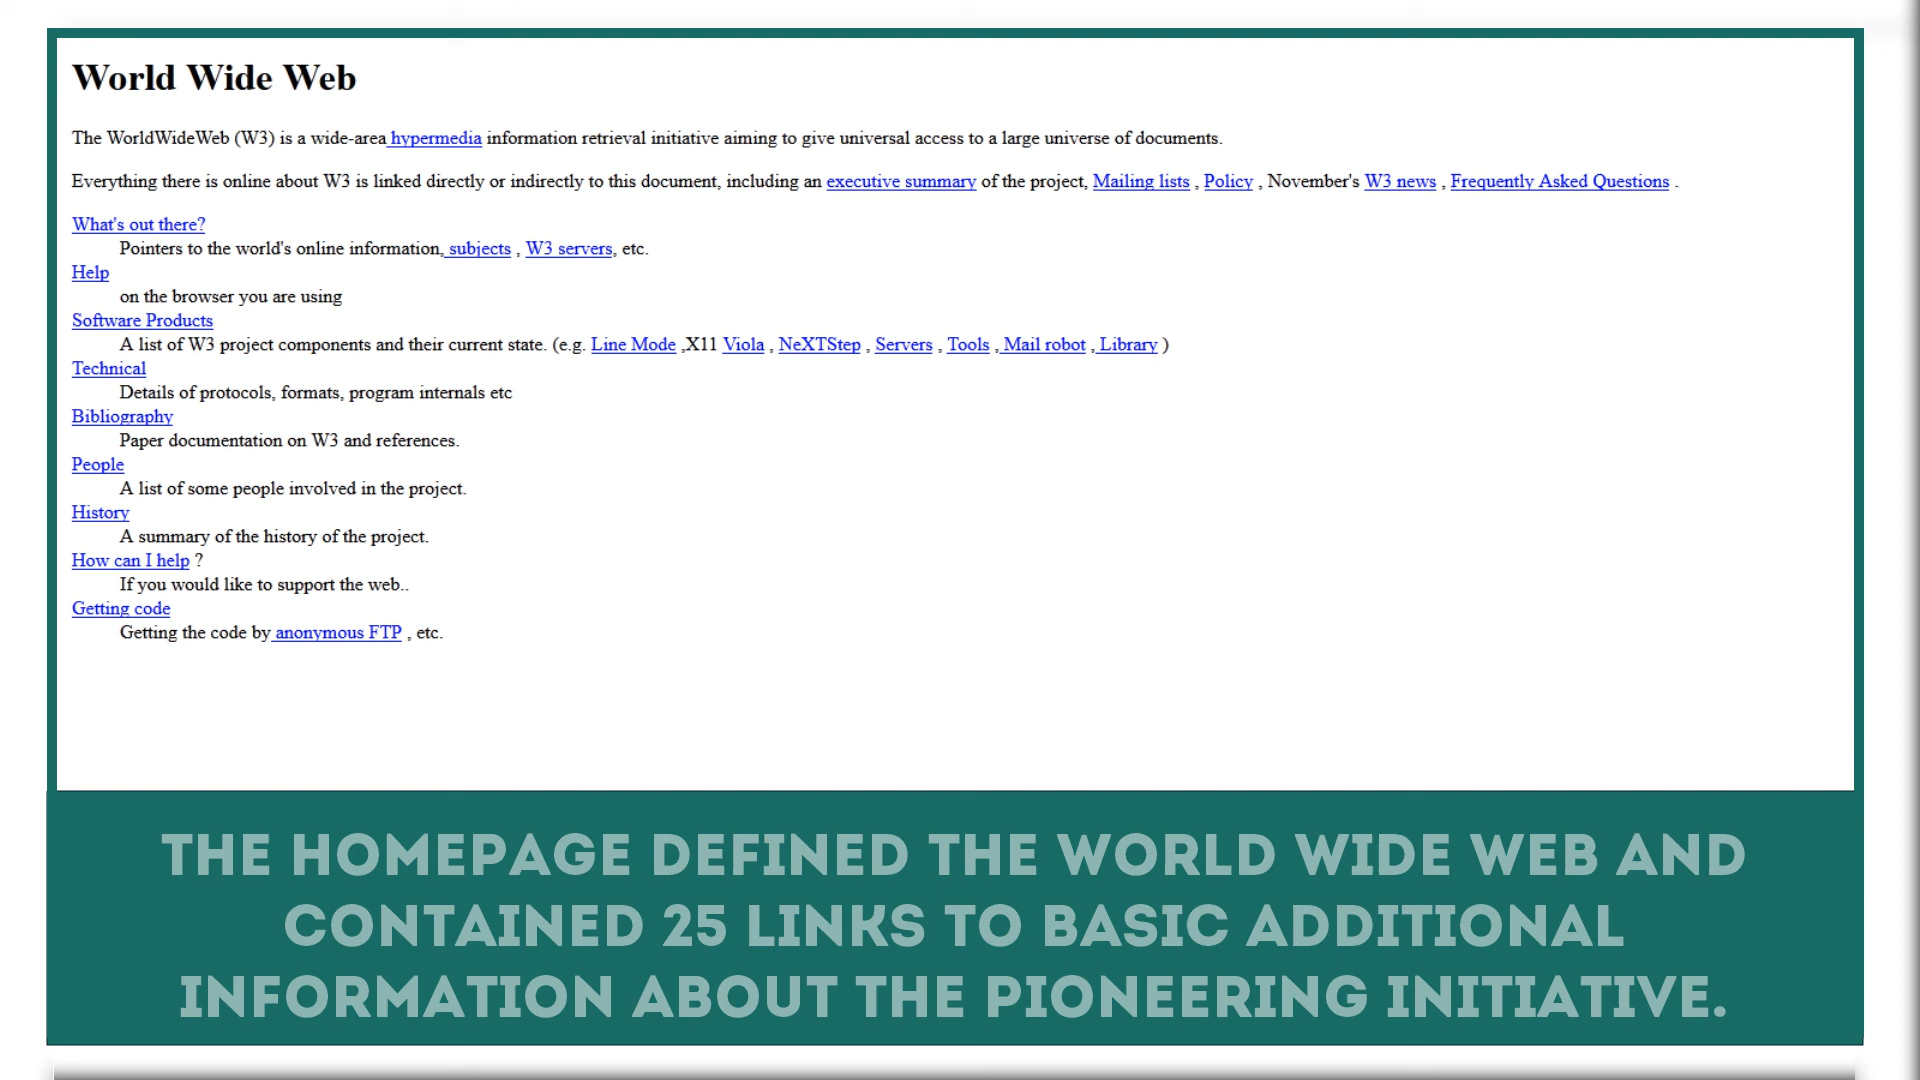 World Wide Web
The WorldWideWeb (W3) is a wide-area hypermedia information retrieval initiative aiming to give universal access to a large universe of documents.
Everything there is online about W3 is linked directly or indirectly to this document, including an executive summary of the project, Mailing lists , Policy , November's W3 news , Frequently Asked Questions .
What's out there?
Pointers to the world's online information, subjects , W3 servers, etc.
Help
on the browser you are using
Software Products
A list of W3 project components and their current state. (e.g. Line Mode ,X11 Viola , NeXTStep , Servers , Tools , Mail robot , Library )
Technical
Details of protocols, formats, program internals etc
Bibliography
Paper documentation on W3 and references.
People
A list of some people involved in the project.
History
A summary of the history of the project.
How can I help ?
If you would like to support the web..
Getting code
Getting the code by anonymous FTP , etc.
THE HOMEPAGE DEFINED THE WORLD WIDE WEB AND
CONTAINED 25 LINKS TO BASIC ADDITIONAL
INFORMATION ABOUT THE PIONEERING INITIATIVE.